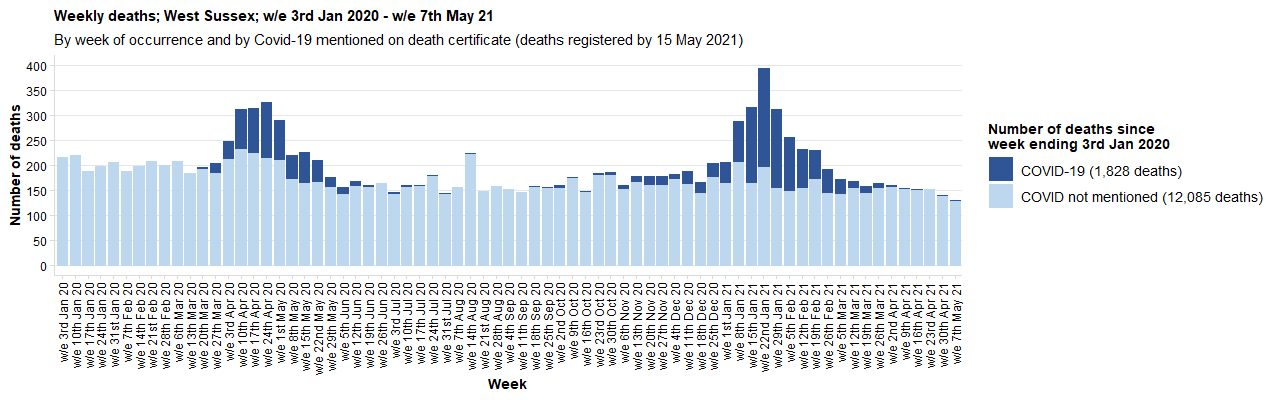 Weekly deaths; West Sussex; w/e 3rd Jan 2020 - w/e 7th May 21
By week of occurrence and by Covid-19 mentioned on death certificate (deaths registered by 15 May 2021)
Number of deaths
400
350
300
250
200
150
100
50
0
w/e 3rd Jan 20
w/e 10th Jan 20
w/e 17th Jan 20
w/e 24th Jan 20
w/e 31st Jan 20
w/e 7th Feb 20
w/e 14th Feb 20
w/e 21st Feb 20
w/e 28th Feb 20
w/e 6th Mar 20
w/e 13th Mar 20
w/e 20th Mar 20
w/e 27th Mar 20
w/e 3rd Apr 20
w/e 10th Apr 20
w/e 17th Apr 20
w/e 24th Apr 20
w/e 1st May 20
w/e 8th May 20
w/e 15th May 20
w/e 22nd May 20
w/e 29th May 20
w/e 5th Jun 20
w/e 12th Jun 20
w/e 19th Jun 20
w/e 26th Jun 20
w/e 3rd Jul 20
w/e 10th Jul 20
w/e 17th Jul 20
w/e 24th Jul 20
w/e 31st Jul 20
w/e 7th Aug 20
w/e 14th Aug 20
w/e 21st Aug 20
w/e 28th Aug 20
w/e 4th Sep 20
w/e 11th Sep 20
w/e 18th Sep 20
w/e 25th Sep 20
w/e 2nd Oct 20
w/e 9th Oct 20
w/e 16th Oct 20
w/e 23rd Oct 20
w/e 30th Oct 20
w/e 6th Nov 20
w/e 13th Nov 20
w/e 20th Nov 20
w/e 27th Nov 20
w/e 4th Dec 20
w/e 11th Dec 20
w/e 18th Dec 20
w/e 25th Dec 20
w/e 1st Jan 21
w/e 8th Jan 21
w/e 15th Jan 21
w/e 22nd Jan 21
w/e 29th Jan 21
w/e 5th Feb 21
w/e 12th Feb 21
w/e 19th Feb 21
w/e 26th Feb 21
w/e 5th Mar 21
w/e 12th Mar 21
w/e 19th Mar 21
w/e 26th Mar 21
w/e 2nd Apr 21
w/e 9th Apr 21
w/e 16th Apr 21
w/e 23rd Apr 21
w/e 30th Apr 21
w/e 7th May 21
Week
Number of deaths since
week ending 3rd Jan 2020
COVID-19 (1,828 deaths)
COVID not mentioned (12,085 deaths)